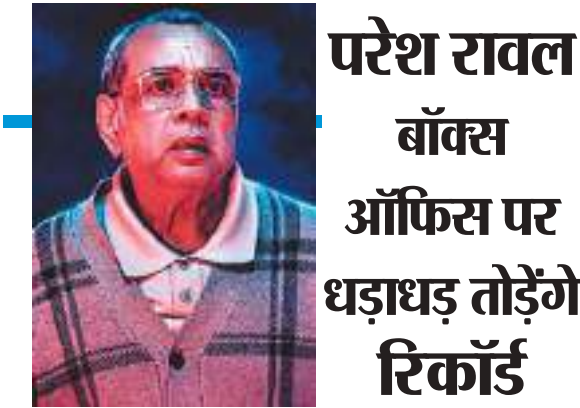 परेश रावल
बॉक्स
ऑफिस पर
धड़ाधड़ तोड़ेंगे
रिकॉर्ड